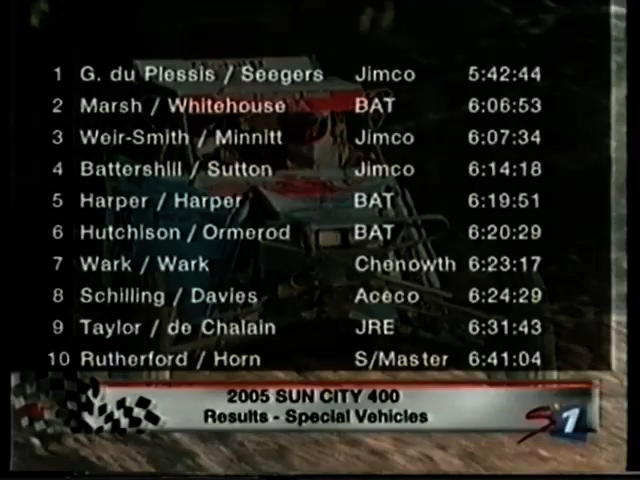 1 G. du Plessis / Seegers Jimco 5:42:44
2 Marsh / Whitehouse BAT 6:06:53
3 Weir-Smith / Minnitt Jimco 6:07:34
4 Battershill / Sutton Jimco 6:14:18
5 Harper / Harper BAT 6:19:51
6 Hutchison / Ormerod BAT 6:20:29
7 Wark / Wark Chenowth 6:23:17
8 Schilling / Davies Aceco 6:24:29
9 Taylor / de Chalain JRE 6:31:43
10 Rutherford / Horn S/Master 6:41:04
2005 SUN CITY 400
Results - Special Vehicles
S 1